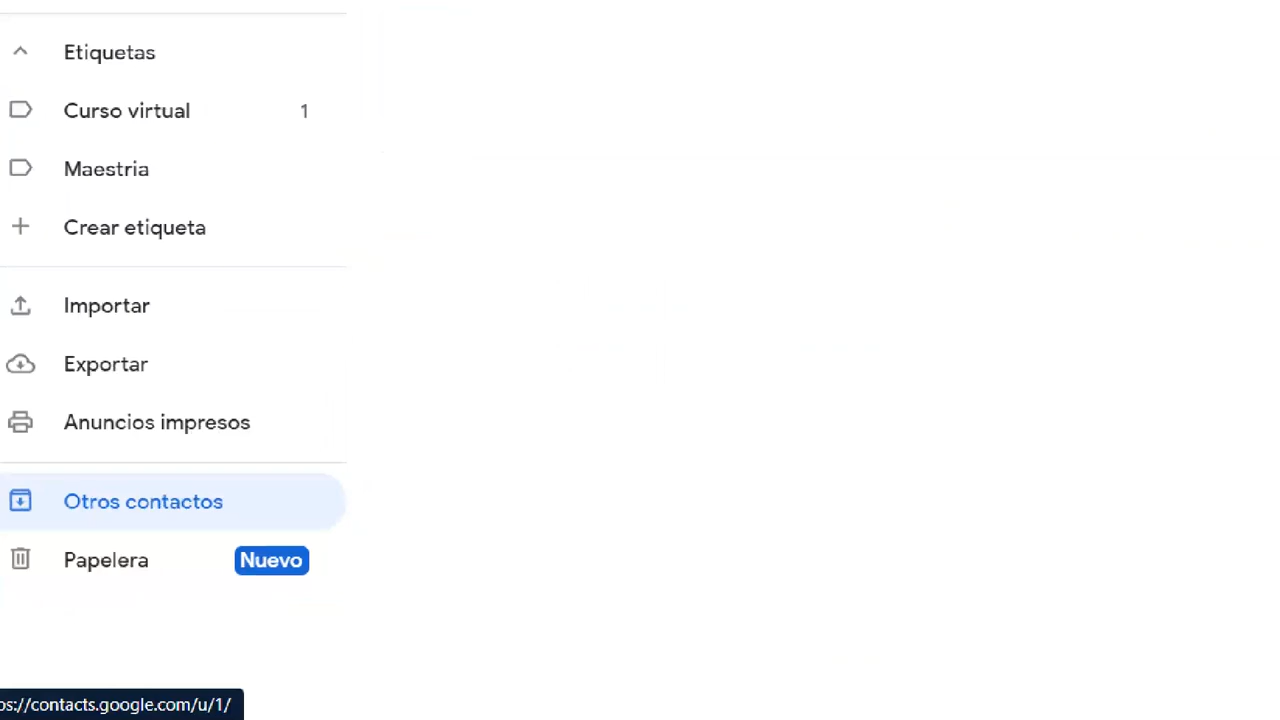 Etiquetas
Curso virtual 1
Maestria
Crear etiqueta
Importar
Exportar
Anuncios impresos
Otros contactos
Papelera Nuevo
ps://contacts.google.com/u/1/